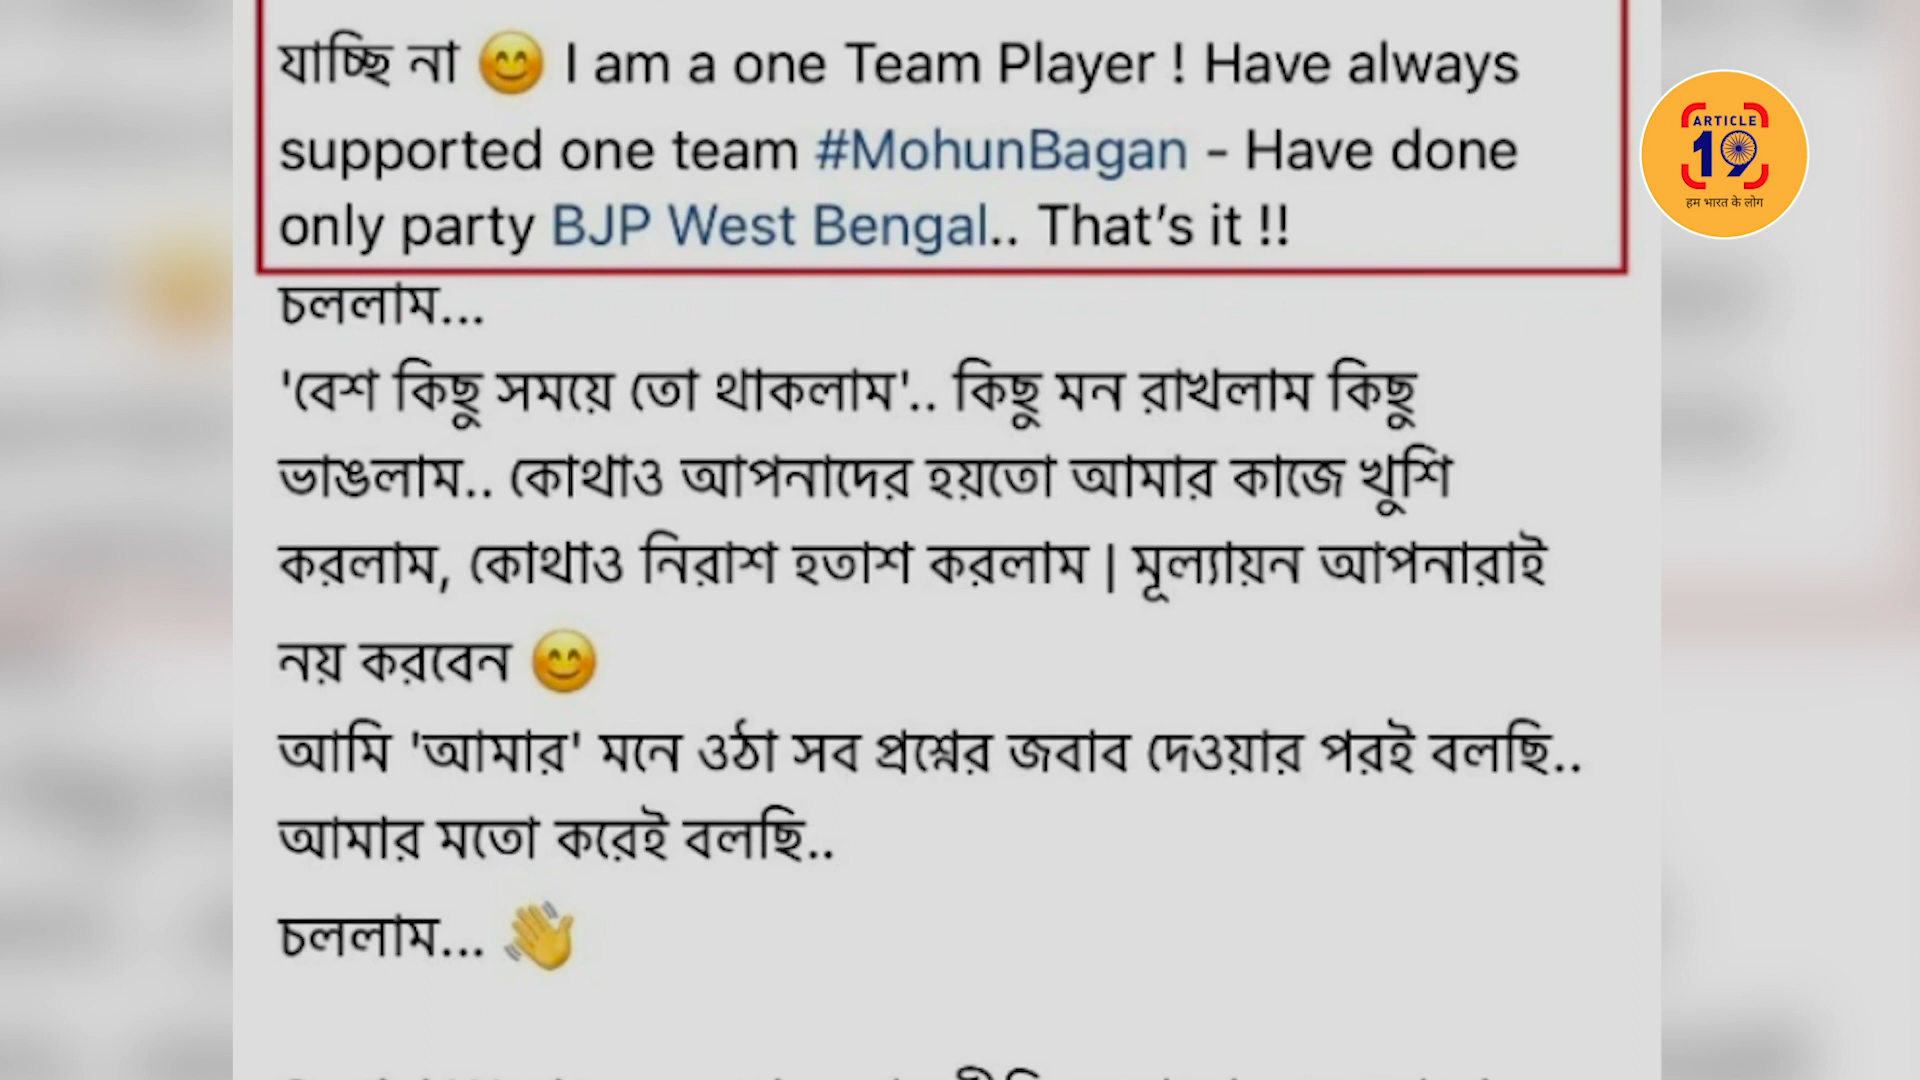 যাচ্ছি না 😊 I am a one Team Player ! Have always
supported one team #MohunBagan - Have done
only party BJP West Bengal.. That's it !!
চললাম...
'বেশ কিছু সময়ে তো থাকলাম'.. কিছু মন রাখলাম কিছু
ভাঙলাম.. কোথাও আপনাদের হয়তো আমার কাজে খুশি
করলাম, কোথাও নিরাশ হতাশ করলাম | মূল্যায়ন আপনারাই
নয় করবেন 😊
আমি 'আমার' মনে ওঠা সব প্রশ্নের জবাব দেওয়ার পরই বলছি..
আমার মতো করেই বলছি..
চললাম... 👋
ARTICLE
19
हम भारत के लोग